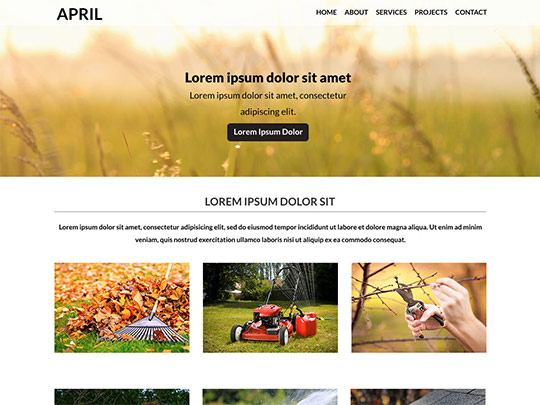 APRIL
HOME ABOUT SERVICES PROJECTS CONTACT
Lorem ipsum dolor sit amet
Lorem ipsum dolor sit amet, consectetur
adipiscing elit.
Lorem Ipsum Dolor
LOREM IPSUM DOLOR SIT
Lorem ipsum dolor sit amet, consectetur adipisicing elit, sed do eiusmod tempor incididunt ut labore et dolore magna aliqua. Ut enim ad minim
veniam, quis nostrud exercitation ullamco laboris nisi ut aliquip ex ea commodo consequat.